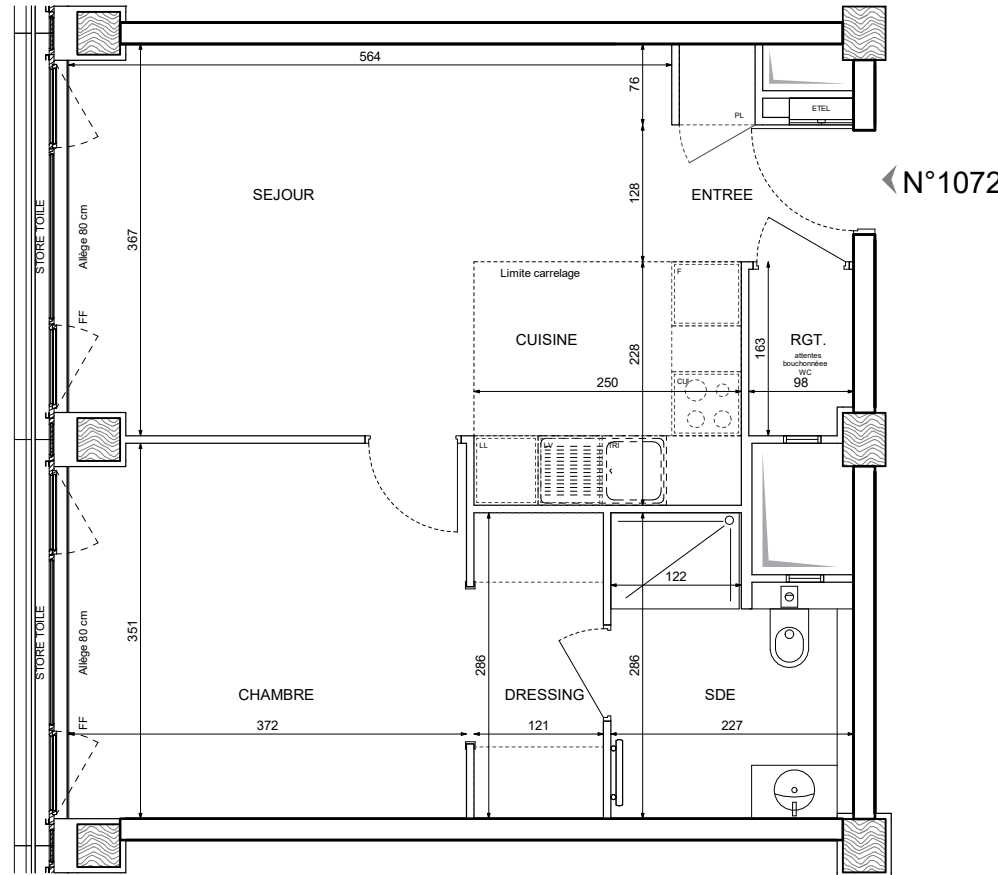 564
76
PL
ETEL
N°1072
SEJOUR
ENTREE
128
STORE TOILE
Allège 80 cm
367
FF
Limite carrelage
F
CUISINE
228
163
RGT.
attentes
bouchonnéee
WC
250
CUI
98
LL
LV
TRI
122
STORE TOILE
Allège 80 cm
351
286
286
CHAMBRE
DRESSING
SDE
FF
372
121
227